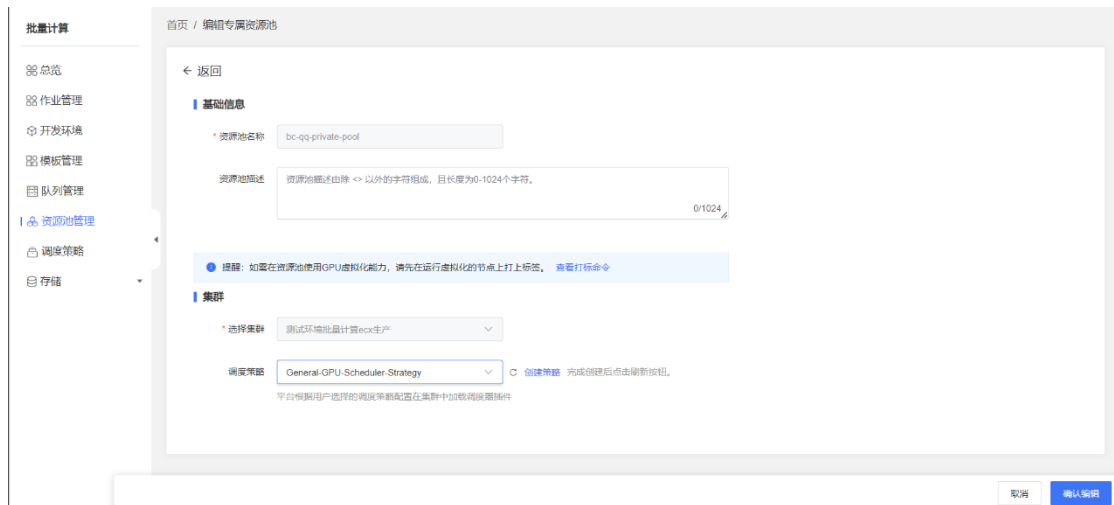 批量计算
首页 / 编辑专属资源池
总览
作业管理
开发环境
模板管理
队列管理
资源池管理
调度策略
存储
← 返回
基础信息
* 资源池名称 bc-qq-private-pool
资源池描述 资源池描述由除 <> 以外的字符组成，且长度为0-1024个字符。
0/1024
提醒：如需在资源池使用GPU虚拟化能力，请先在运行虚拟化的节点上打上标签。 查看打标命令
集群
* 选择集群 测试环境批量计算ecx生产
调度策略 General-GPU-Scheduler-Strategy 创建策略 完成创建后点击刷新按钮。
平台根据用户选择的调度策略配置在集群中加载调度器插件
取消 确认编辑